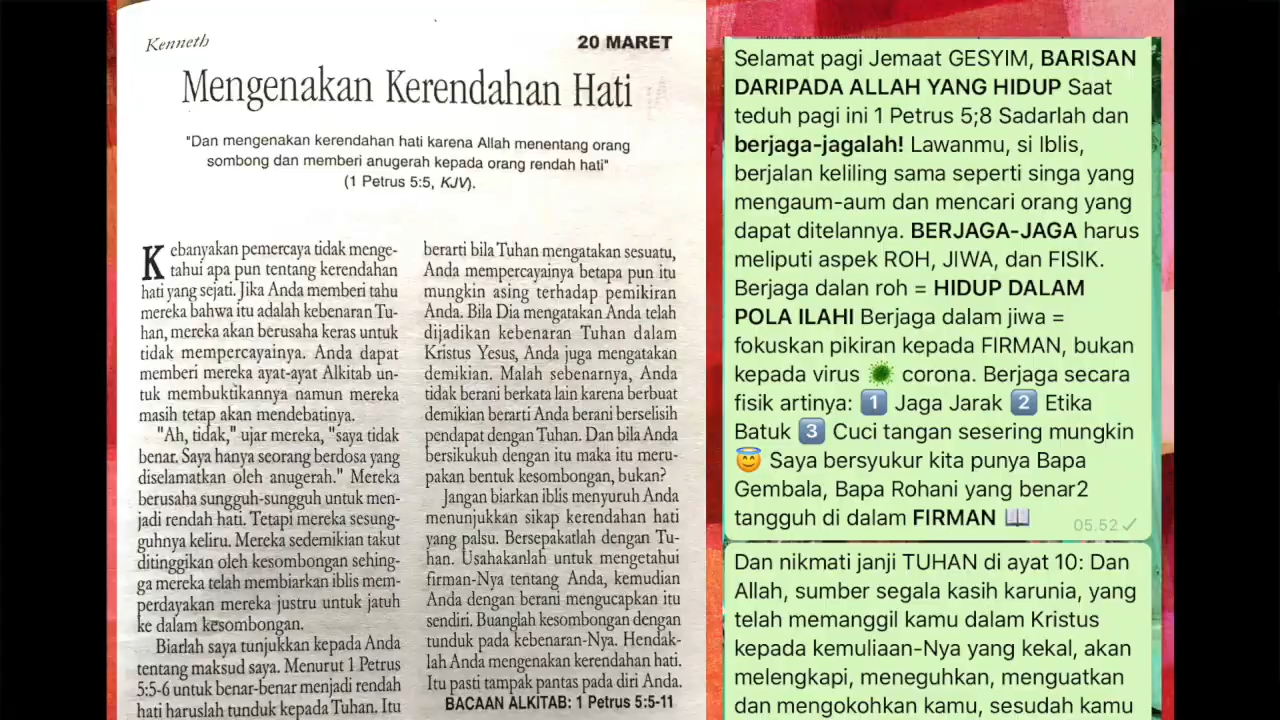 Kenneth
20 MARET
Mengenakan Kerendahan Hati
"Dan mengenakan kerendahan hati karena Allah menentang orang
sombong dan memberi anugerah kepada orang rendah hati"
(1 Petrus 5:5, KJV).
Kebanyakan pemercaya tidak menge-
tahui apa pun tentang kerendahan
hati yang sejati. Jika Anda memberi tahu
mereka bahwa itu adalah kebenaran Tu-
han, mereka akan berusaha keras untuk
tidak mempercayainya. Anda dapat
memberi mereka ayat-ayat Alkitab un-
tuk membuktikannya namun mereka
masih tetap akan mendebatinya.
"Ah, tidak," ujar mereka, "saya tidak
benar. Saya hanya seorang berdosa yang
diselamatkan oleh anugerah." Mereka
berusaha sungguh-sungguh untuk men-
jadi rendah hati. Tetapi mereka sesung-
guhnya keliru. Mereka sedemikian takut
ditinggikan oleh kesombongan sehing-
ga mereka telah membiarkan iblis mem-
perdayakan mereka justru untuk jatuh
ke dalam kesombongan.
Biarlah saya tunjukkan kepada Anda
tentang maksud saya. Menurut 1 Petrus
5:5-6 untuk benar-benar menjadi rendah
hati haruslah tunduk kepada Tuhan. Itu
berarti bila Tuhan mengatakan sesuatu,
Anda mempercayainya betapa pun itu
mungkin asing terhadap pemikiran
Anda. Bila Dia mengatakan Anda telah
dijadikan kebenaran Tuhan dalam
Kristus Yesus, Anda juga mengatakan
demikian. Malah sebenarnya, Anda
tidak berani berkata lain karena berbuat
demikian berarti Anda berani berselisih
pendapat dengan Tuhan. Dan bila Anda
bersikukuh dengan itu maka itu meru-
pakan bentuk kesombongan, bukan?
Jangan biarkan iblis menyuruh Anda
menunjukkan sikap kerendahan hati
yang palsu. Bersepakatlah dengan Tu-
han. Usahakanlah untuk mengetahui
firman-Nya tentang Anda, kemudian
Anda dengan berani mengucapkan itu
sendiri. Buanglah kesombongan dengan
tunduk pada kebenaran-Nya. Hendak-
lah Anda mengenakan kerendahan hati.
Itu pasti tampak pantas pada diri Anda.
BACAAN ALKITAB: 1 Petrus 5:5-11
Selamat pagi Jemaat GESYIM, BARISAN
DARIPADA ALLAH YANG HIDUP Saat
teduh pagi ini 1 Petrus 5;8 Sadarlah dan
berjaga-jagalah! Lawanmu, si Iblis,
berjalan keliling sama seperti singa yang
mengaum-aum dan mencari orang yang
dapat ditelannya. BERJAGA-JAGA harus
meliputi aspek ROH, JIWA, dan FISIK.
Berjaga dalan roh = HIDUP DALAM
POLA ILAHI Berjaga dalam jiwa =
fokuskan pikiran kepada FIRMAN, bukan
kepada virus 🦠 corona. Berjaga secara
fisik artinya: 1️⃣ Jaga Jarak 2️⃣ Etika
Batuk 3️⃣ Cuci tangan sesering mungkin
😇 Saya bersyukur kita punya Bapa
Gembala, Bapa Rohani yang benar2
tangguh di dalam FIRMAN 📖
05.52
Dan nikmati janji TUHAN di ayat 10: Dan
Allah, sumber segala kasih karunia, yang
telah memanggil kamu dalam Kristus
kepada kemuliaan-Nya yang kekal, akan
melengkapi, meneguhkan, menguatkan
dan mengokohkan kamu, sesudah kamu